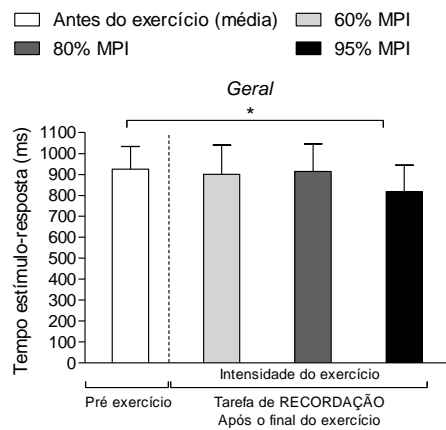 Antes do exercício (média) 60% MPI
80% MPI 95% MPI
Geral
*
Tempo estímulo-resposta (ms)
1100
1000
900
800
700
600
500
400
300
200
100
0
Intensidade do exercício
Pré exercício
Tarefa de RECORDAÇÃO
Após o final do exercício